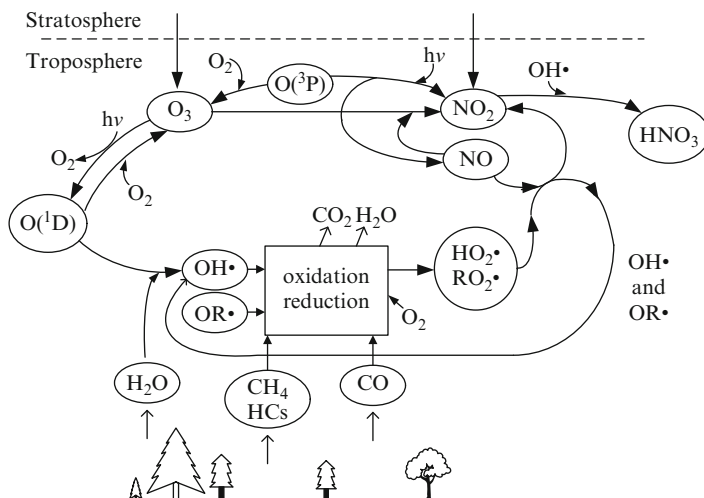 Stratosphere
Troposphere
O₂
O(³P)
hν
OH•
O₃
NO₂
HNO₃
hν
O₂
O₂
NO
O(¹D)
CO₂ H₂O
OH•
oxidation
reduction
HO₂•
RO₂•
OH•
and
OR•
OR•
O₂
H₂O
CH₄
HCs
CO